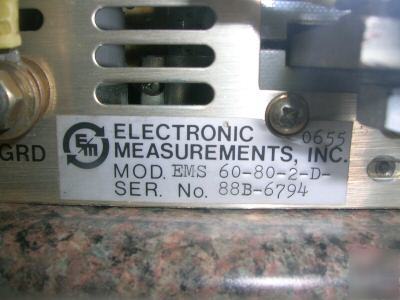 GRD
E/M ELECTRONIC 0655
MEASUREMENTS, INC.
MOD. EMS 60-80-2-D-
SER. No. 88B-6794